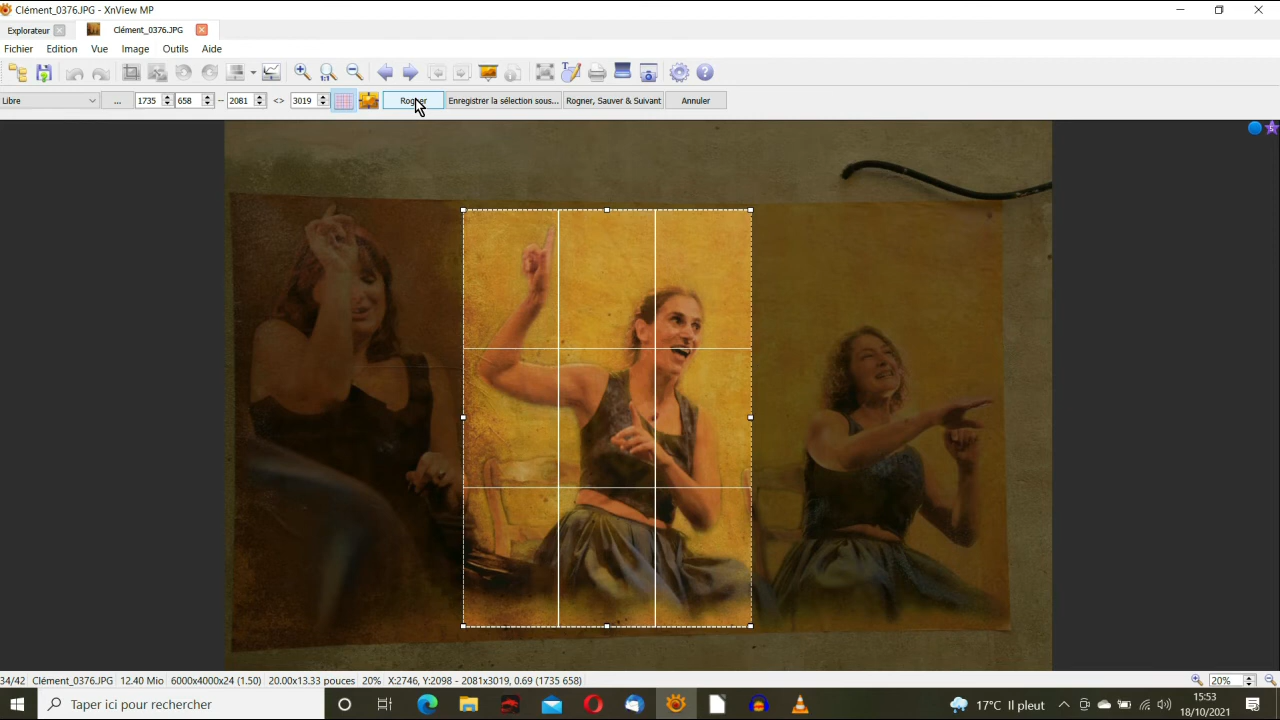 Clément_0376.JPG - XnView MP
Explorateur
Clément_0376.JPG
Fichier Edition Vue Image Outils Aide
Libre ... 1735 658 -- 2081 <> 3019 Rogner Enregistrer la sélection sous... Rogner, Sauver & Suivant Annuler
34/42 Clément_0376.JPG 12.40 Mio 6000x4000x24 (1.50) 20.00x13.33 pouces 20% X:2746, Y:2098 - 2081x3019, 0.69 (1735 658) 20%
Taper ici pour rechercher
17°C Il pleut
15:53
18/10/2021